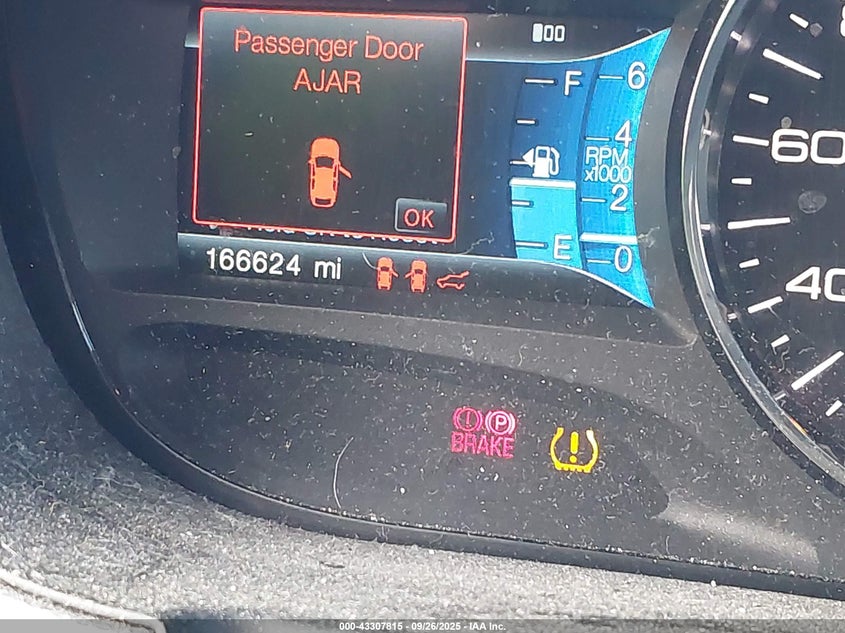 Passenger Door
AJAR
OK
F
E
6
4
RPM
x1000
2
0
60
40
166624 mi
P
BRAKE
000-43307815 - 09/26/2025 - IAA Inc.